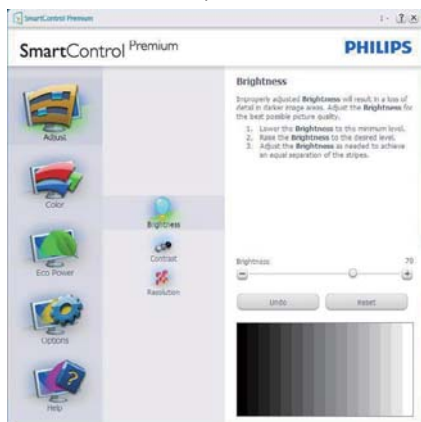 SmartControl Premium
SmartControl Premium
PHILIPS
Adjust
Color
Eco Power
Options
Help
Brightness
Contrast
Resolution
Brightness
Improperly adjusted Brightness will result in a loss of
detail in darker image areas. Adjust the Brightness for
the best possible picture quality.
1. Lower the Brightness to the minimum level.
2. Raise the Brightness to the desired level.
3. Adjust the Brightness as needed to achieve
an equal separation of the stripes.
Brightness
70
Undo
Reset